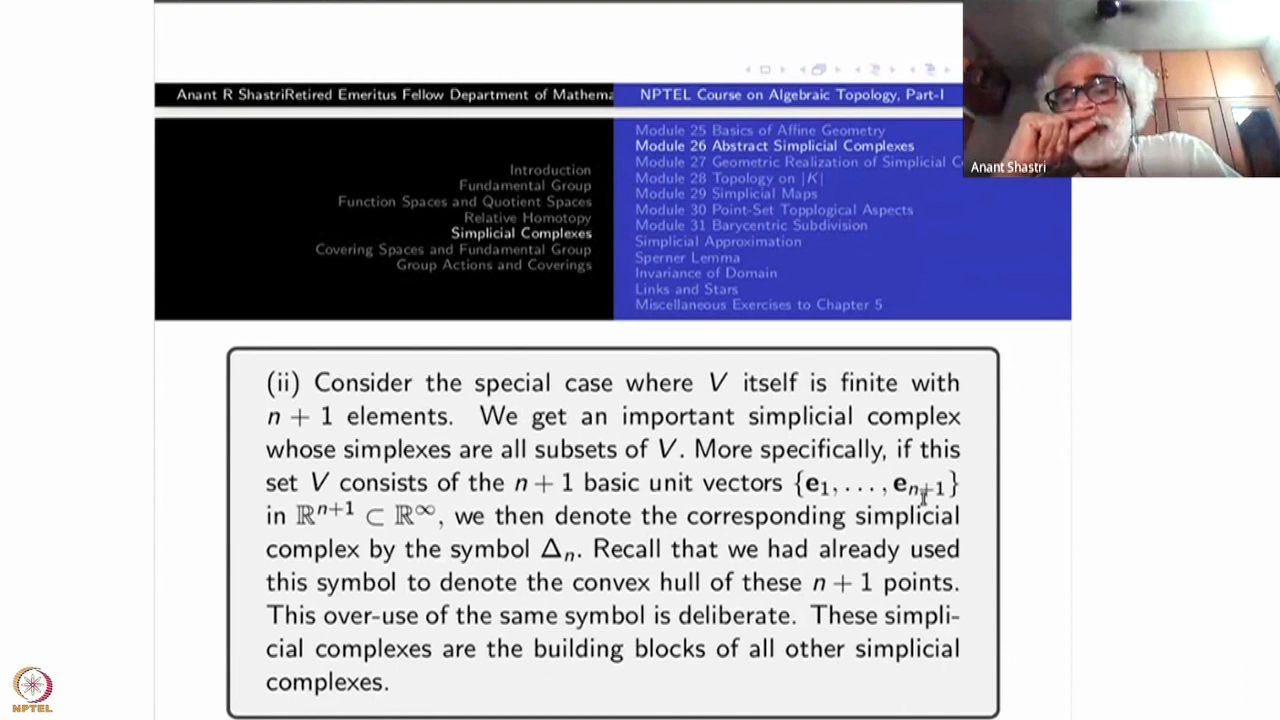 Anant R ShastriRetired Emeritus Fellow Department of Mathema
NPTEL Course on Algebraic Topology, Part-I
Introduction
Fundamental Group
Function Spaces and Quotient Spaces
Relative Homotopy
Simplicial Complexes
Covering Spaces and Fundamental Group
Group Actions and Coverings
Module 25 Basics of Affine Geometry
Module 26 Abstract Simplicial Complexes
Module 27 Geometric Realization of Simplicial C
Module 28 Topology on |K|
Module 29 Simplicial Maps
Module 30 Point-Set Topplogical Aspects
Module 31 Barycentric Subdivision
Simplicial Approximation
Sperner Lemma
Invariance of Domain
Links and Stars
Miscellaneous Exercises to Chapter 5
Anant Shastri
(ii) Consider the special case where V itself is finite with
n + 1 elements. We get an important simplicial complex
whose simplexes are all subsets of V. More specifically, if this
set V consists of the n + 1 basic unit vectors {e₁, . . . , eₙ₊₁}
in ℝⁿ⁺¹ ⊂ ℝ^∞, we then denote the corresponding simplicial
complex by the symbol Δₙ. Recall that we had already used
this symbol to denote the convex hull of these n + 1 points.
This over-use of the same symbol is deliberate. These simpli-
cial complexes are the building blocks of all other simplicial
complexes.
NPTEL